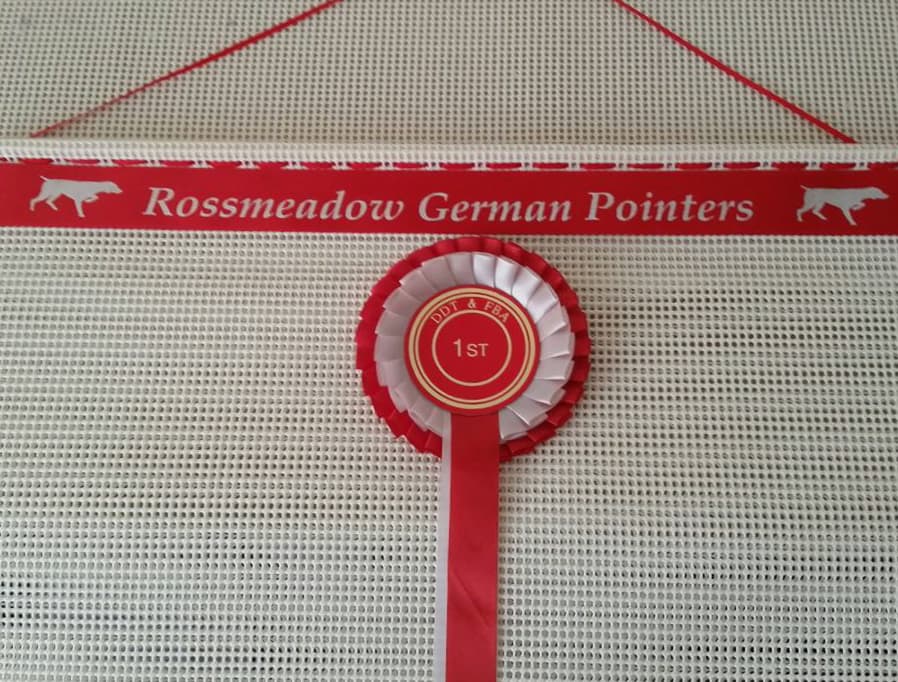 Rossmeadow German Pointers
DDT & FBA
1ST